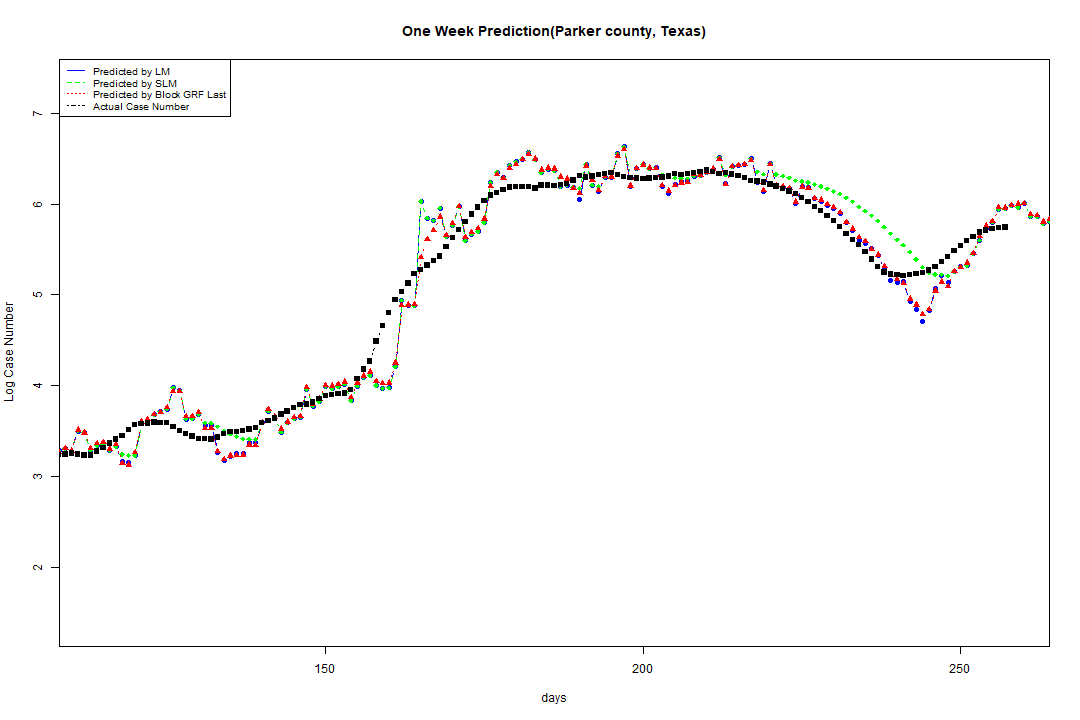 One Week Prediction(Parker county, Texas)
Predicted by LM
Predicted by SLM
Predicted by Block GRF Last
Actual Case Number
7
6
5
4
3
2
Log Case Number
150
200
250
days